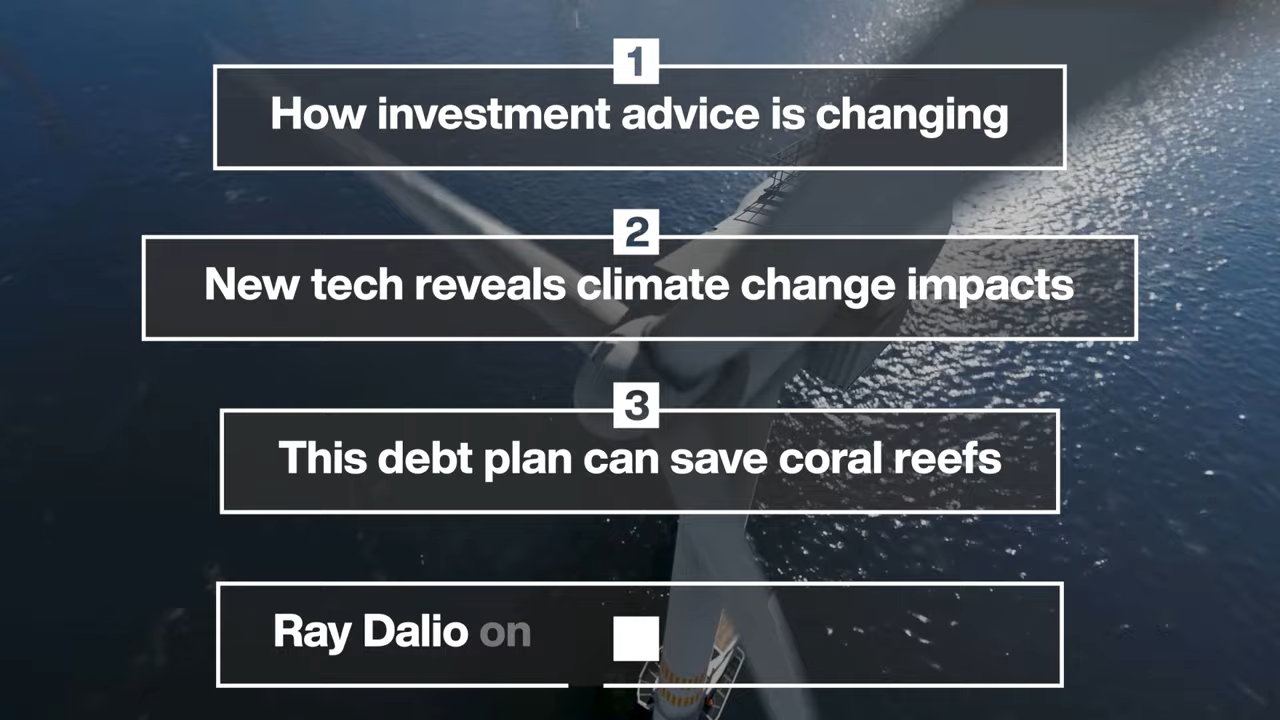 1
How investment advice is changing
2
New tech reveals climate change impacts
3
This debt plan can save coral reefs
Ray Dalio on